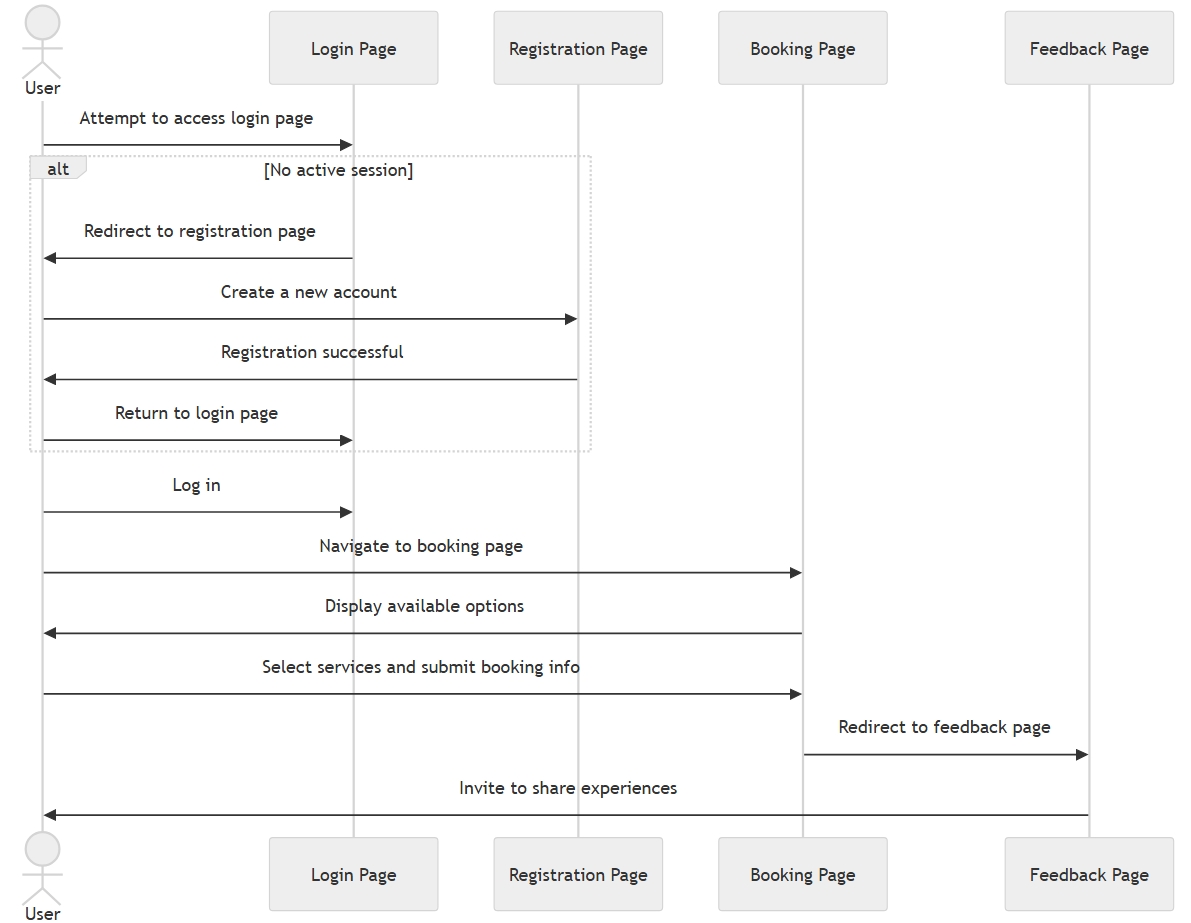 User
Login Page
Registration Page
Booking Page
Feedback Page
Attempt to access login page
alt
[No active session]
Redirect to registration page
Create a new account
Registration successful
Return to login page
Log in
Navigate to booking page
Display available options
Select services and submit booking info
Redirect to feedback page
Invite to share experiences
User
Login Page
Registration Page
Booking Page
Feedback Page